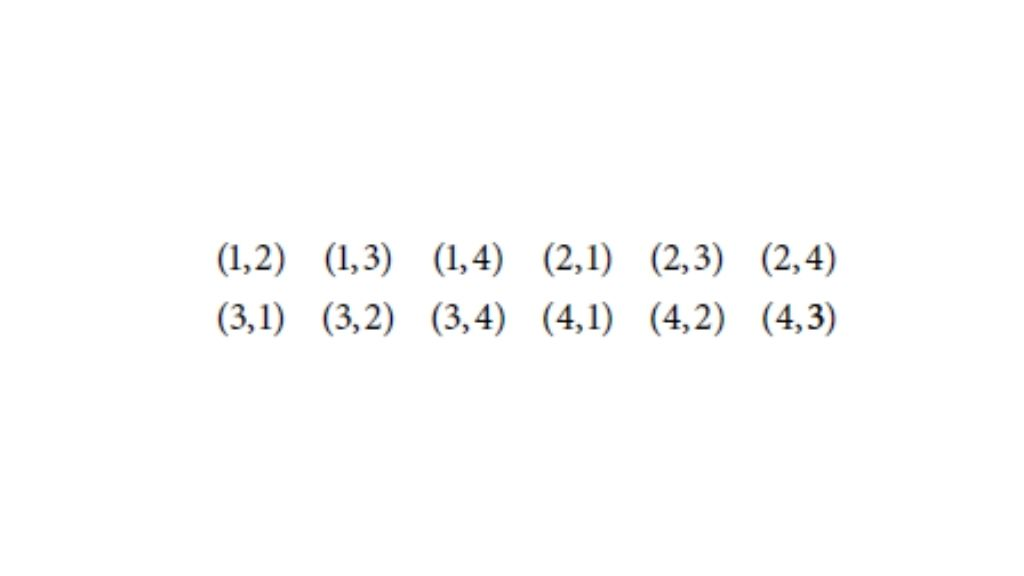 (1,2) (1,3) (1,4) (2,1) (2,3) (2,4)
(3,1) (3,2) (3,4) (4,1) (4,2) (4,3)